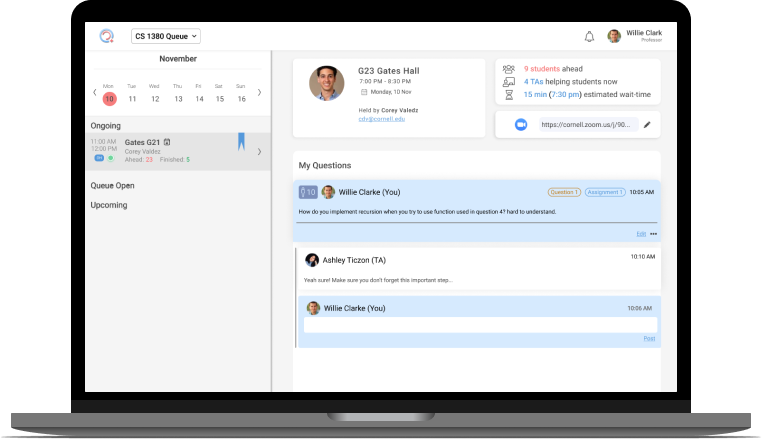 CS 1380 Queue
Willie Clark
Professor
November
Mon Tue Wed Thu Fri Sat Sun
10 11 12 13 14 15 16
Ongoing
11:00 AM
12:00 PM
Gates G21
Corey Valdez
Ahead: 23 Finished: 5
Queue Open
Upcoming
G23 Gates Hall
7:00 PM - 8:30 PM
Monday, 10 Nov
Held by Corey Valedz
cdv@cornell.edu
9 students ahead
4 TAs helping students now
15 min (7:30 pm) estimated wait-time
https://cornell.zoom.us/j/90...
My Questions
10 Willie Clarke (You)
Question 1 Assignment 1 10:05 AM
How do you implement recursion when you try to use function used in question 4? hard to understand.
Edit
Ashley Ticzon (TA) 10:10 AM
Yeah sure! Make sure you don't forget this important step...
Willie Clarke (You) 10:06 AM
Post